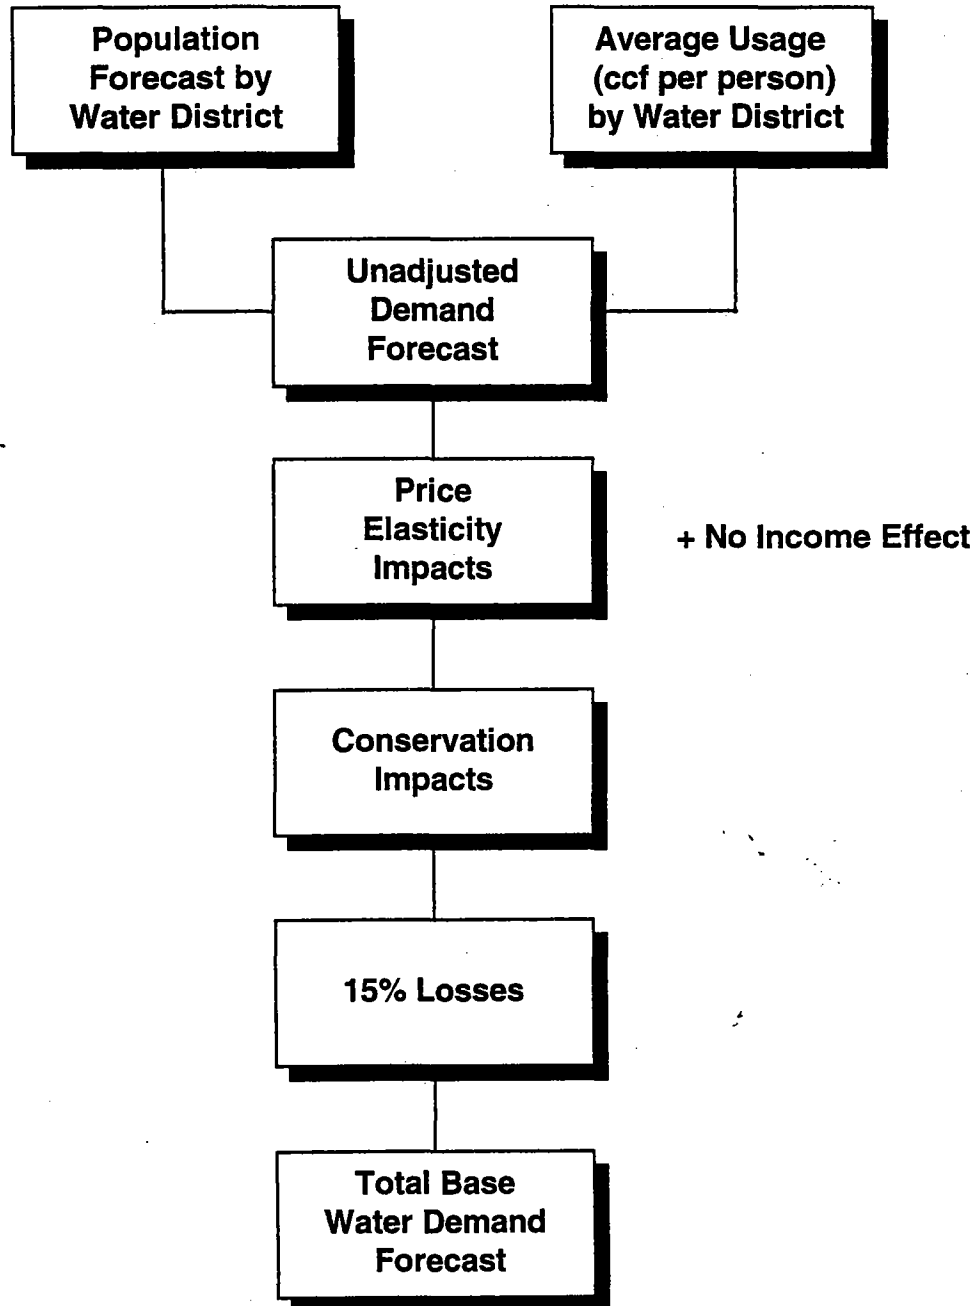 Population
Forecast by
Water District
Average Usage
(ccf per person)
by Water District
Unadjusted
Demand
Forecast
Price
Elasticity
Impacts
+ No Income Effect
Conservation
Impacts
15% Losses
Total Base
Water Demand
Forecast